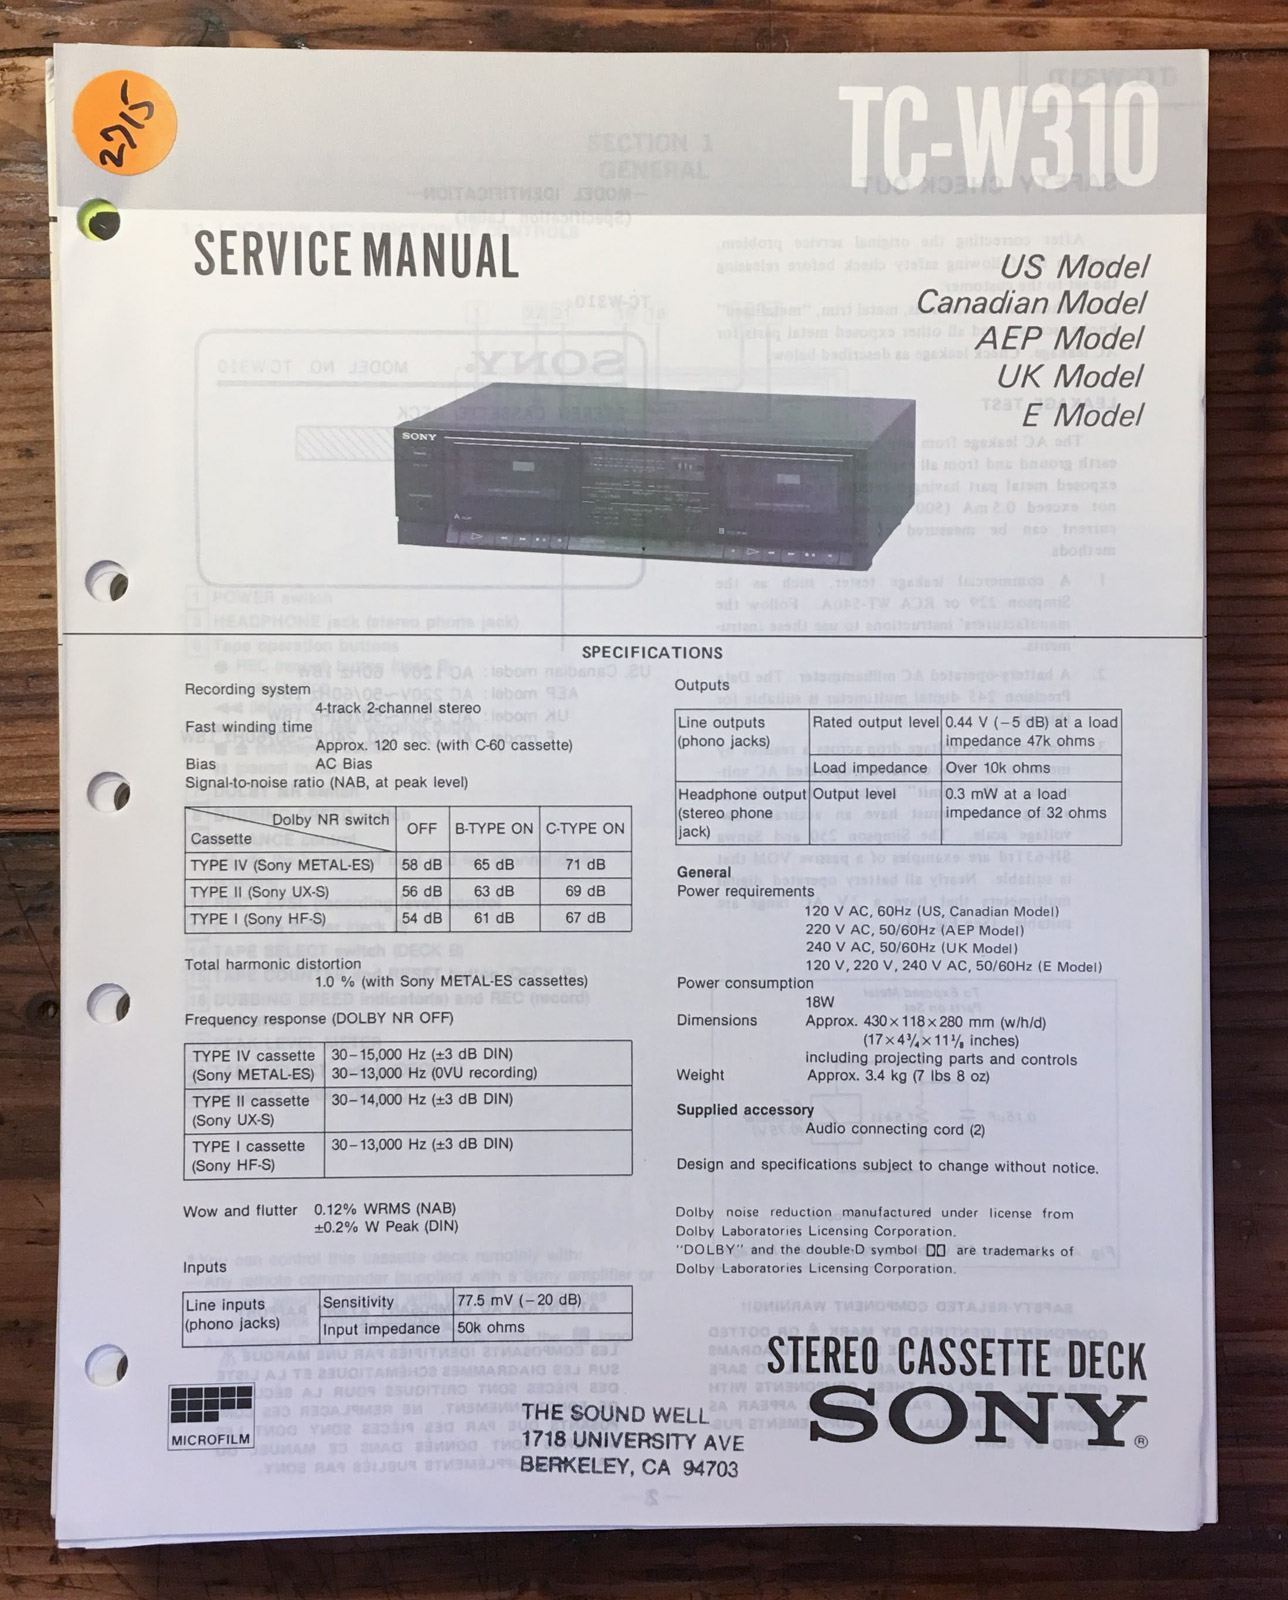 2715
TC-W310
SERVICE MANUAL
US Model
Canadian Model
AEP Model
UK Model
E Model
SONY
SPECIFICATIONS
Recording system
4-track 2-channel stereo
Fast winding time
Approx. 120 sec. (with C-60 cassette)
Bias AC Bias
Signal-to-noise ratio (NAB, at peak level)
Dolby NR switch
Cassette
OFF B-TYPE ON C-TYPE ON
TYPE IV (Sony METAL-ES) 58 dB 65 dB 71 dB
TYPE II (Sony UX-S) 56 dB 63 dB 69 dB
TYPE I (Sony HF-S) 54 dB 61 dB 67 dB
Total harmonic distortion
1.0 % (with Sony METAL-ES cassettes)
Frequency response (DOLBY NR OFF)
TYPE IV cassette 30–15,000 Hz (±3 dB DIN)
(Sony METAL-ES) 30–13,000 Hz (0VU recording)
TYPE II cassette 30–14,000 Hz (±3 dB DIN)
(Sony UX-S)
TYPE I cassette 30–13,000 Hz (±3 dB DIN)
(Sony HF-S)
Wow and flutter 0.12% WRMS (NAB)
±0.2% W Peak (DIN)
Inputs
Line inputs Sensitivity 77.5 mV (–20 dB)
(phono jacks)
Input impedance 50k ohms
Outputs
Line outputs Rated output level 0.44 V (–5 dB) at a load
(phono jacks) impedance 47k ohms
Load impedance Over 10k ohms
Headphone output Output level 0.3 mW at a load
(stereo phone impedance of 32 ohms
jack)
General
Power requirements
120 V AC, 60Hz (US, Canadian Model)
220 V AC, 50/60Hz (AEP Model)
240 V AC, 50/60Hz (UK Model)
120 V, 220 V, 240 V AC, 50/60Hz (E Model)
Power consumption
18W
Dimensions Approx. 430×118×280 mm (w/h/d)
(17×4¾×11⅛ inches)
including projecting parts and controls
Weight Approx. 3.4 kg (7 lbs 8 oz)
Supplied accessory
Audio connecting cord (2)
Design and specifications subject to change without notice.
Dolby noise reduction manufactured under license from
Dolby Laboratories Licensing Corporation.
"DOLBY" and the double-D symbol are trademarks of
Dolby Laboratories Licensing Corporation.
STEREO CASSETTE DECK
SONY®
MICROFILM
THE SOUND WELL
1718 UNIVERSITY AVE
BERKELEY, CA 94703